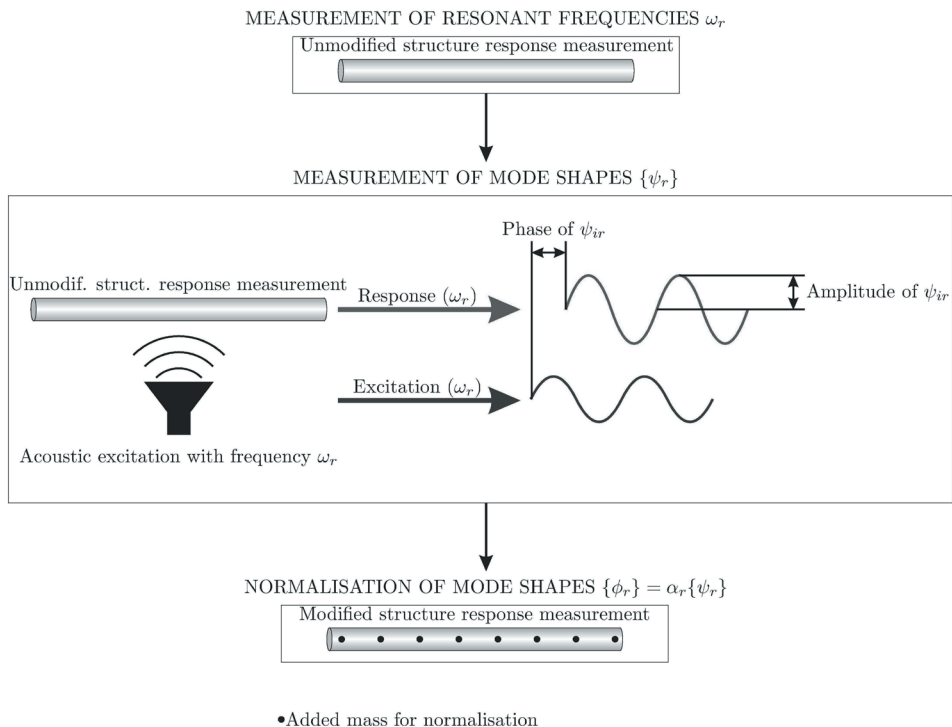 MEASUREMENT OF RESONANT FREQUENCIES ωᵣ
Unmodified structure response measurement
MEASUREMENT OF MODE SHAPES {ψᵣ}
Phase of ψᵢᵣ
Unmodif. struct. response measurement
Response (ωᵣ)
Amplitude of ψᵢᵣ
Excitation (ωᵣ)
Acoustic excitation with frequency ωᵣ
NORMALISATION OF MODE SHAPES {ϕᵣ} = αᵣ{ψᵣ}
Modified structure response measurement
•Added mass for normalisation